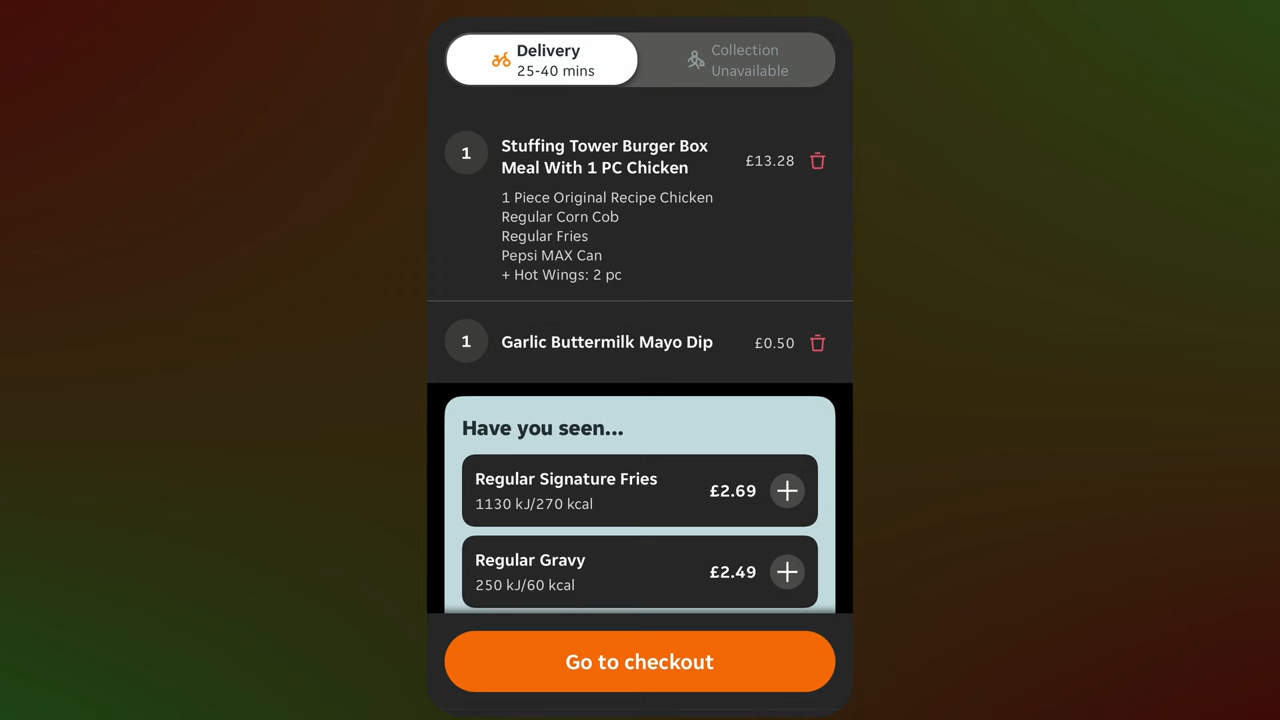 Delivery
25-40 mins
Collection
Unavailable
1
Stuffing Tower Burger Box
Meal With 1 PC Chicken
£13.28
1 Piece Original Recipe Chicken
Regular Corn Cob
Regular Fries
Pepsi MAX Can
+ Hot Wings: 2 pc
1
Garlic Buttermilk Mayo Dip
£0.50
Have you seen...
Regular Signature Fries
1130 kJ/270 kcal
£2.69
Regular Gravy
250 kJ/60 kcal
£2.49
Go to checkout